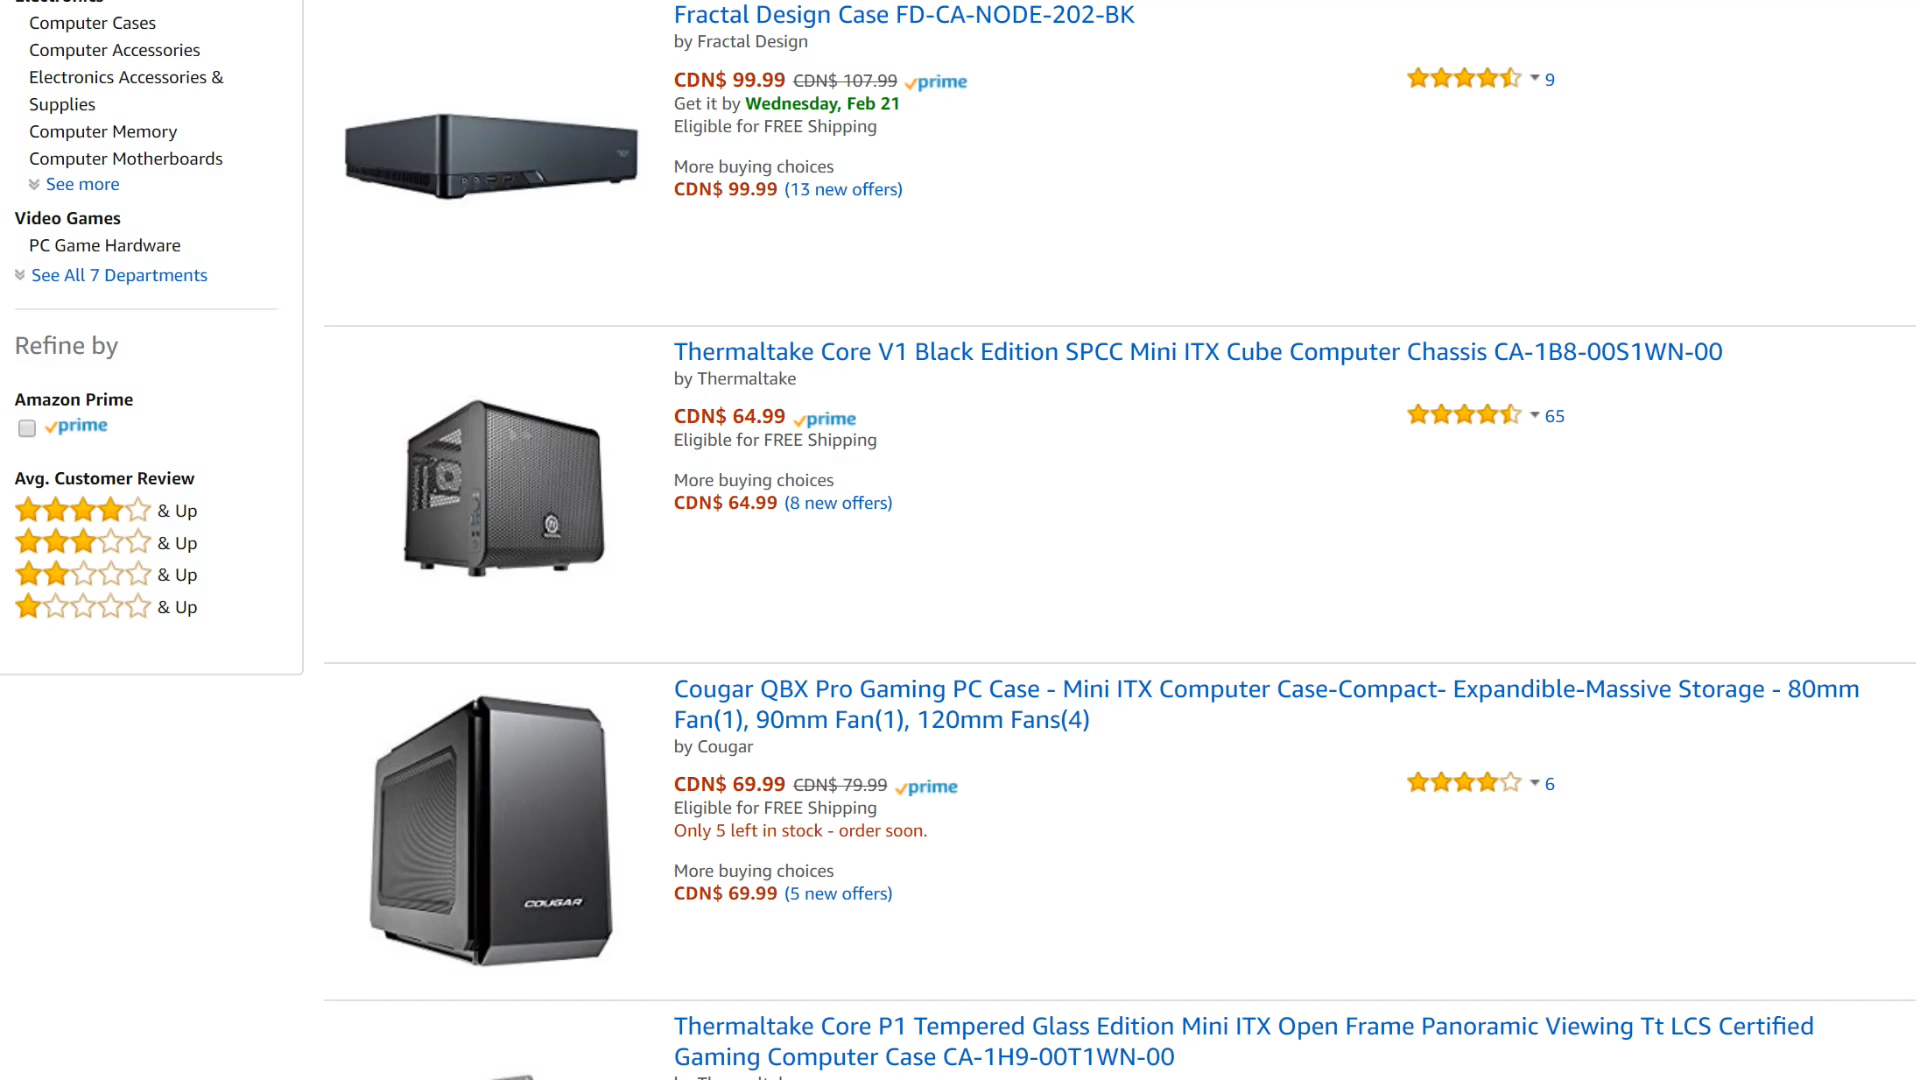 Electronics
Computer Cases
Computer Accessories
Electronics Accessories &
Supplies
Computer Memory
Computer Motherboards
See more
Video Games
PC Game Hardware
See All 7 Departments
Refine by
Amazon Prime
prime
Avg. Customer Review
& Up
& Up
& Up
& Up
Fractal Design Case FD-CA-NODE-202-BK
by Fractal Design
CDN$ 99.99 CDN$ 107.99 prime
9
Get it by Wednesday, Feb 21
Eligible for FREE Shipping
More buying choices
CDN$ 99.99 (13 new offers)
Thermaltake Core V1 Black Edition SPCC Mini ITX Cube Computer Chassis CA-1B8-00S1WN-00
by Thermaltake
CDN$ 64.99 prime
65
Eligible for FREE Shipping
More buying choices
CDN$ 64.99 (8 new offers)
Cougar QBX Pro Gaming PC Case - Mini ITX Computer Case-Compact- Expandible-Massive Storage - 80mm
Fan(1), 90mm Fan(1), 120mm Fans(4)
by Cougar
CDN$ 69.99 CDN$ 79.99 prime
6
Eligible for FREE Shipping
Only 5 left in stock - order soon.
More buying choices
CDN$ 69.99 (5 new offers)
COUGAR
Thermaltake Core P1 Tempered Glass Edition Mini ITX Open Frame Panoramic Viewing Tt LCS Certified
Gaming Computer Case CA-1H9-00T1WN-00